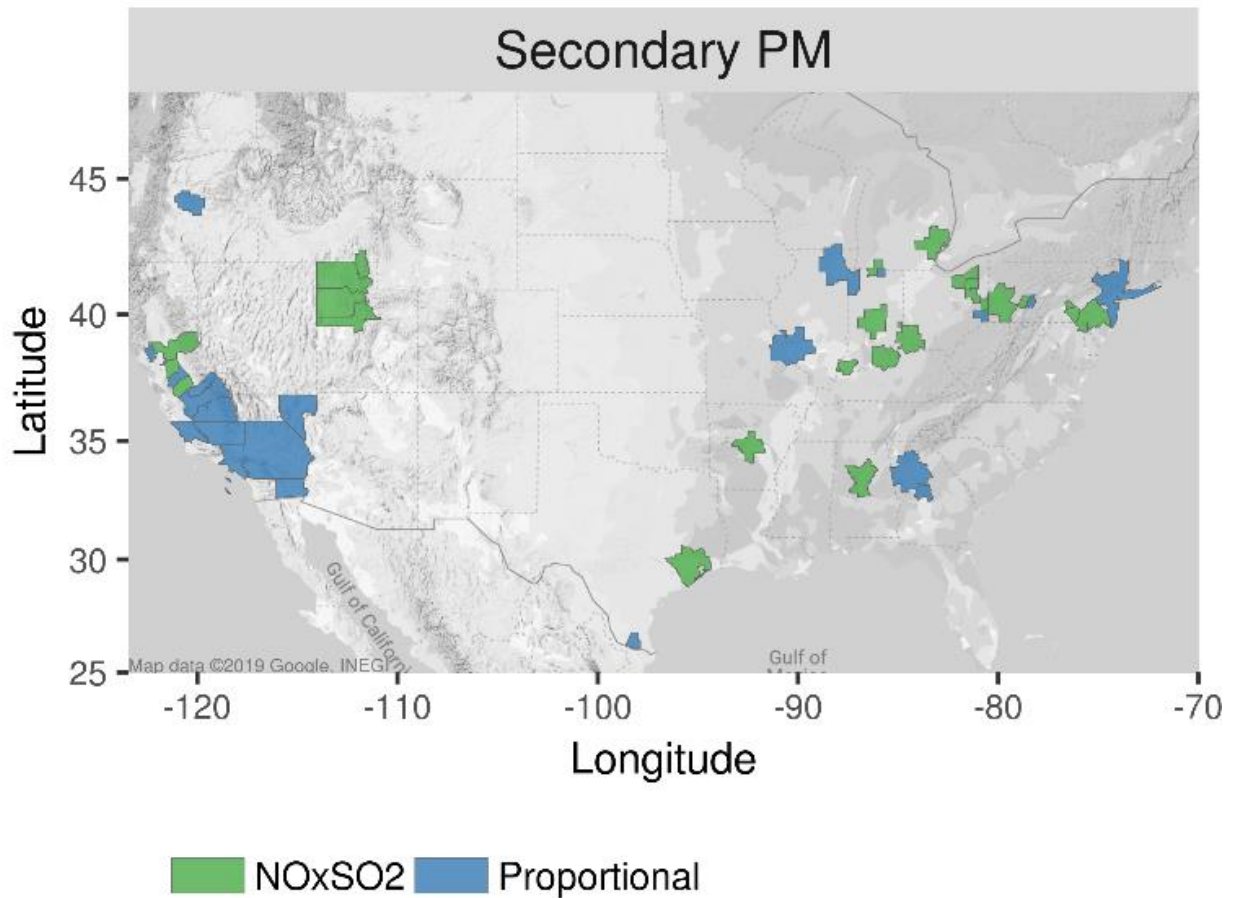 Secondary PM
45
40
35
30
25
Latitude
Gulf of Californi
Map data ©2019 Google, INEGI
Gulf of
-120
-110
-100
-90
-80
-70
Longitude
NOxSO2
Proportional